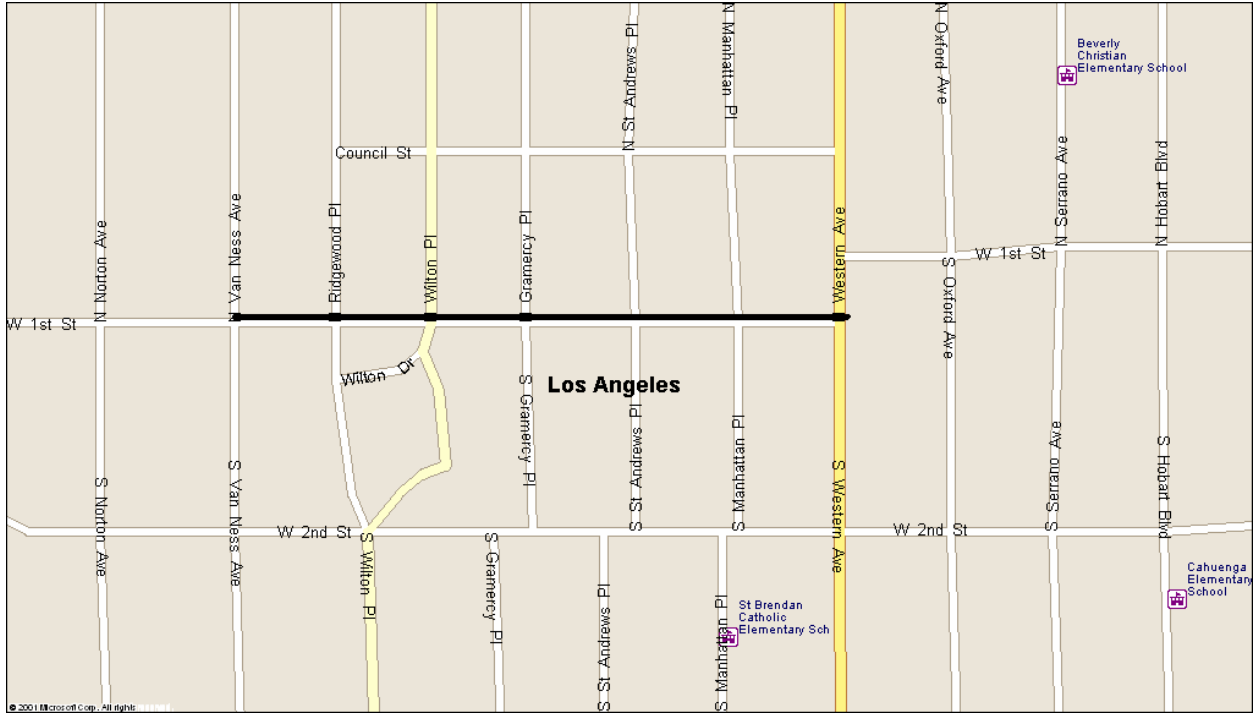 N Norton Ave
N Van Ness Ave
Ridgewood Pl
Wilton Pl
Gramercy Pl
N St Andrews Pl
N Manhattan Pl
Western Ave
N Oxford Ave
Beverly
Christian
Elementary School
N Serrano Ave
N Hobart Blvd
Council St
W 1st St
W 1st St
Wilton Dr
Los Angeles
S Gramercy Pl
S St Andrews Pl
S Manhattan Pl
S Oxford Ave
S Norton Ave
S Van Ness Ave
S Western Ave
S Serrano Ave
S Hobart Blvd
W 2nd St
W 2nd St
S Wilton Pl
S Gramercy Pl
S St Andrews Pl
S Manhattan Pl
St Brendan
Catholic
Elementary Sch
Cahuenga
Elementary
School
© 2001 Microsoft Corp. All rights reserved.